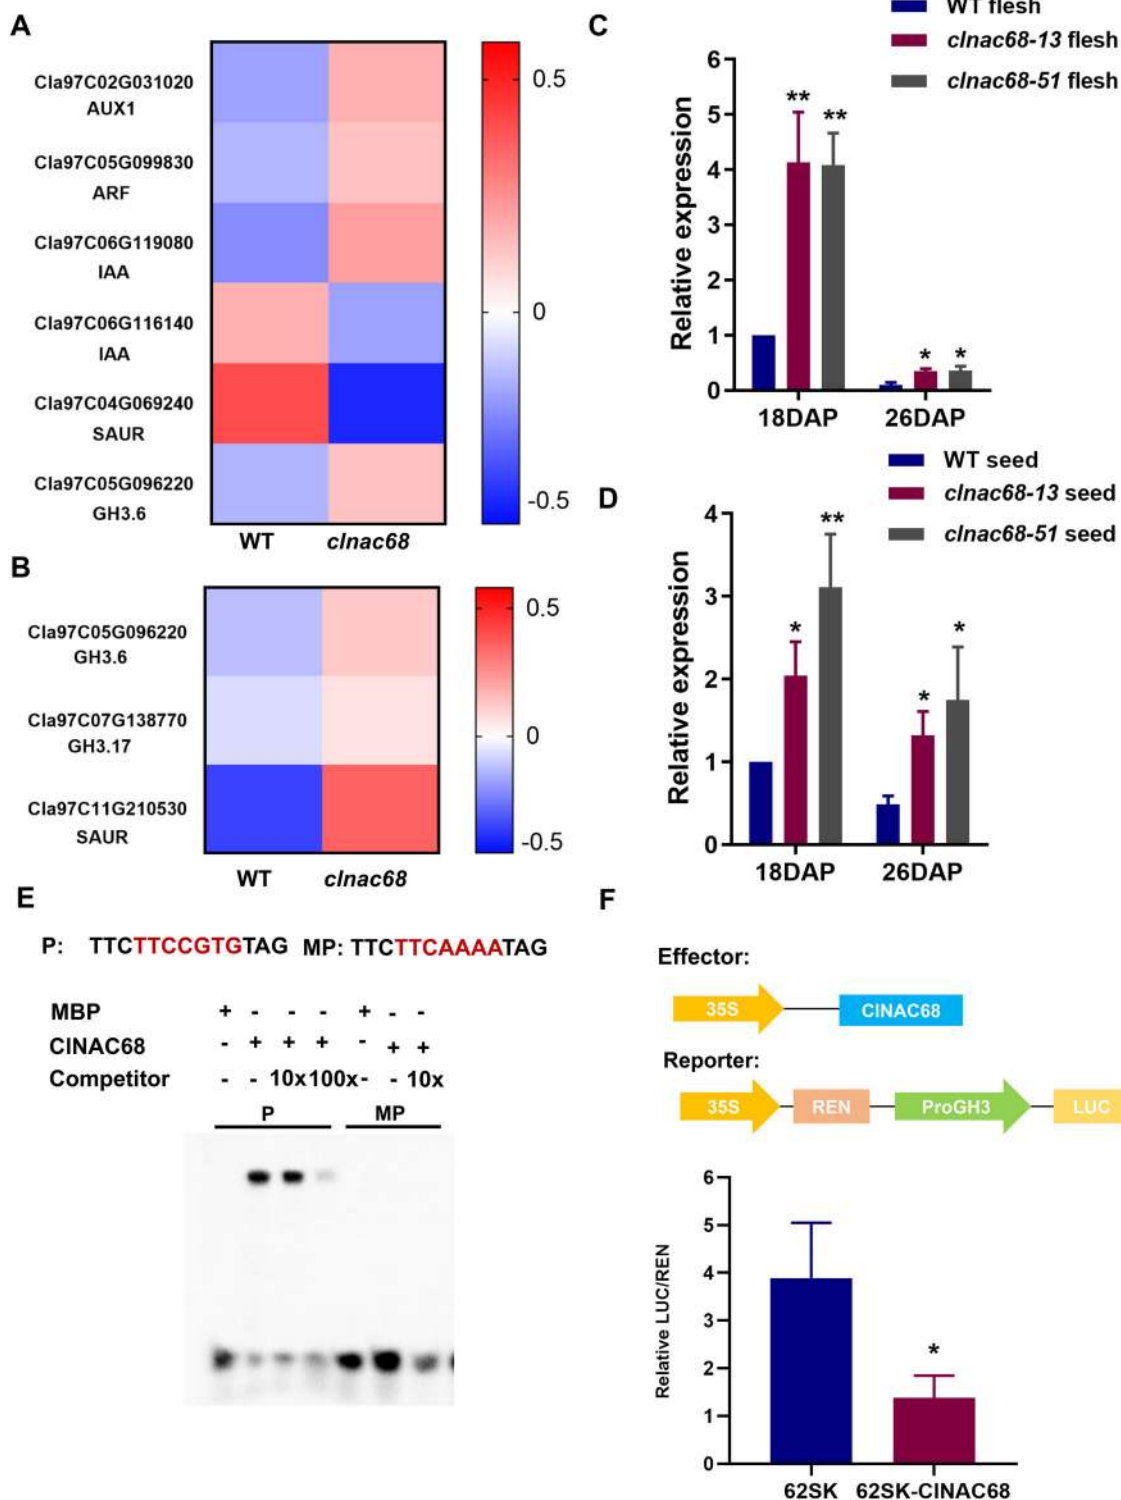 A
Cla97C02G031020
AUX1
Cla97C05G099830
ARF
Cla97C06G119080
IAA
Cla97C06G116140
IAA
Cla97C04G069240
SAUR
Cla97C05G096220
GH3.6
WT clnac68
0.5
0
-0.5
B
Cla97C05G096220
GH3.6
Cla97C07G138770
GH3.17
Cla97C11G210530
SAUR
WT clnac68
0.5
0
-0.5
C
WT flesh
clnac68-13 flesh
clnac68-51 flesh
Relative expression
6
5
4
3
2
1
0
** **
* *
18DAP 26DAP
D
WT seed
clnac68-13 seed
clnac68-51 seed
Relative expression
4
3
2
1
0
* **
* *
18DAP 26DAP
E
P: TTCTTCCGTGTAG MP: TTCTTCAAAATAG
MBP + - - - + - -
ClNAC68 - + + + - + +
Competitor - - 10x100x- - 10x
P MP
F
Effector:
35S ClNAC68
Reporter:
35S REN ProGH3 LUC
Relative LUC/REN
6
5
4
3
2
1
0
*
62SK 62SK-ClNAC68